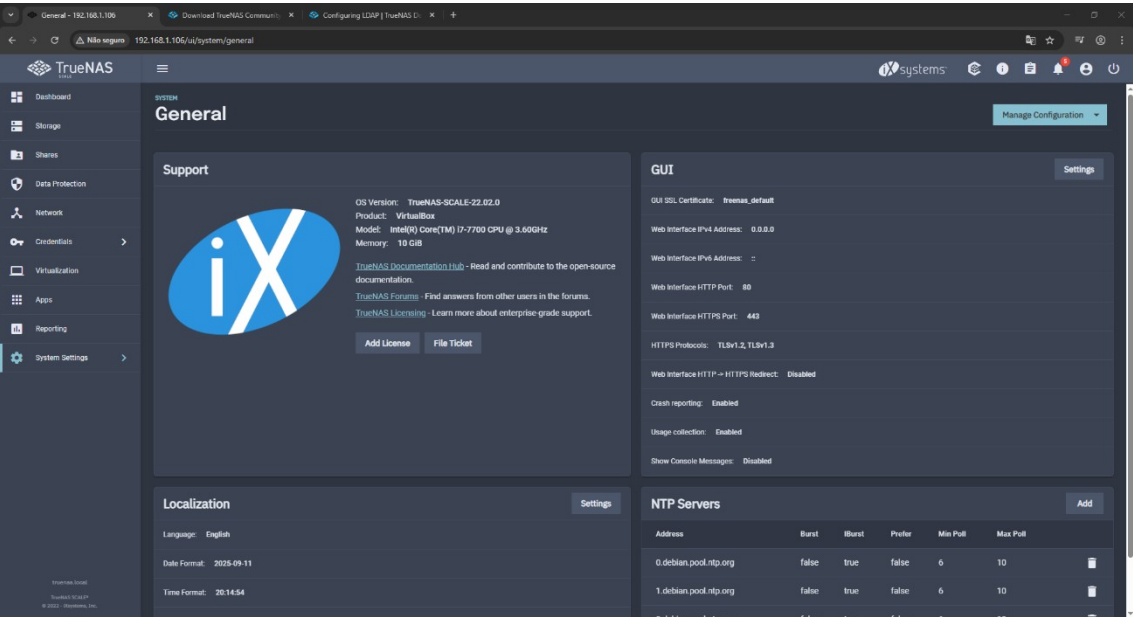 General - 192.168.1.106
Download TrueNAS Communit
Configuring LDAP | TrueNAS Do
Não seguro 192.168.1.106/ui/system/general
TrueNAS
SCALE
systems
5
Dashboard
Storage
Shares
Data Protection
Network
Credentials
Virtualization
Apps
Reporting
System Settings
truenas.local
TrueNAS SCALE®
SYSTEM
General
Manage Configuration
Support
iX
OS Version: TrueNAS-SCALE-22.02.0
Product: VirtualBox
Model: Intel(R) Core(TM) i7-7700 CPU @ 3.60GHz
Memory: 10 GiB
TrueNAS Documentation Hub - Read and contribute to the open-source
documentation.
TrueNAS Forums - Find answers from other users in the forums.
TrueNAS Licensing - Learn more about enterprise-grade support.
Add License File Ticket
GUI Settings
GUI SSL Certificate: freenas_default
Web Interface IPv4 Address: 0.0.0.0
Web Interface IPv6 Address: ::
Web Interface HTTP Port: 80
Web Interface HTTPS Port: 443
HTTPS Protocols: TLSv1.2, TLSv1.3
Web Interface HTTP -> HTTPS Redirect: Disabled
Crash reporting: Enabled
Usage collection: Enabled
Show Console Messages: Disabled
Localization Settings
Language: English
Date Format: 2025-09-11
Time Format: 20:14:54
NTP Servers Add
Address Burst IBurst Prefer Min Poll Max Poll
0.debian.pool.ntp.org false true false 6 10
1.debian.pool.ntp.org false true false 6 10